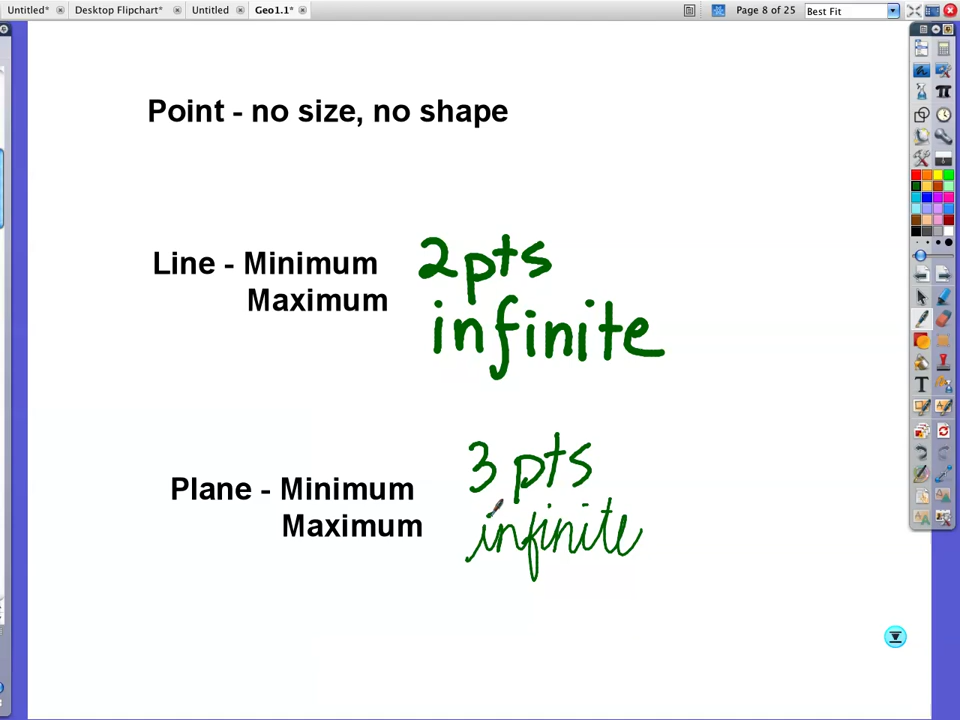 Untitled* Desktop Flipchart* Untitled Geo1.1* Page 8 of 25 Best Fit
Point - no size, no shape
Line - Minimum 2pts
Maximum infinite
Plane - Minimum 3 pts
Maximum infinite